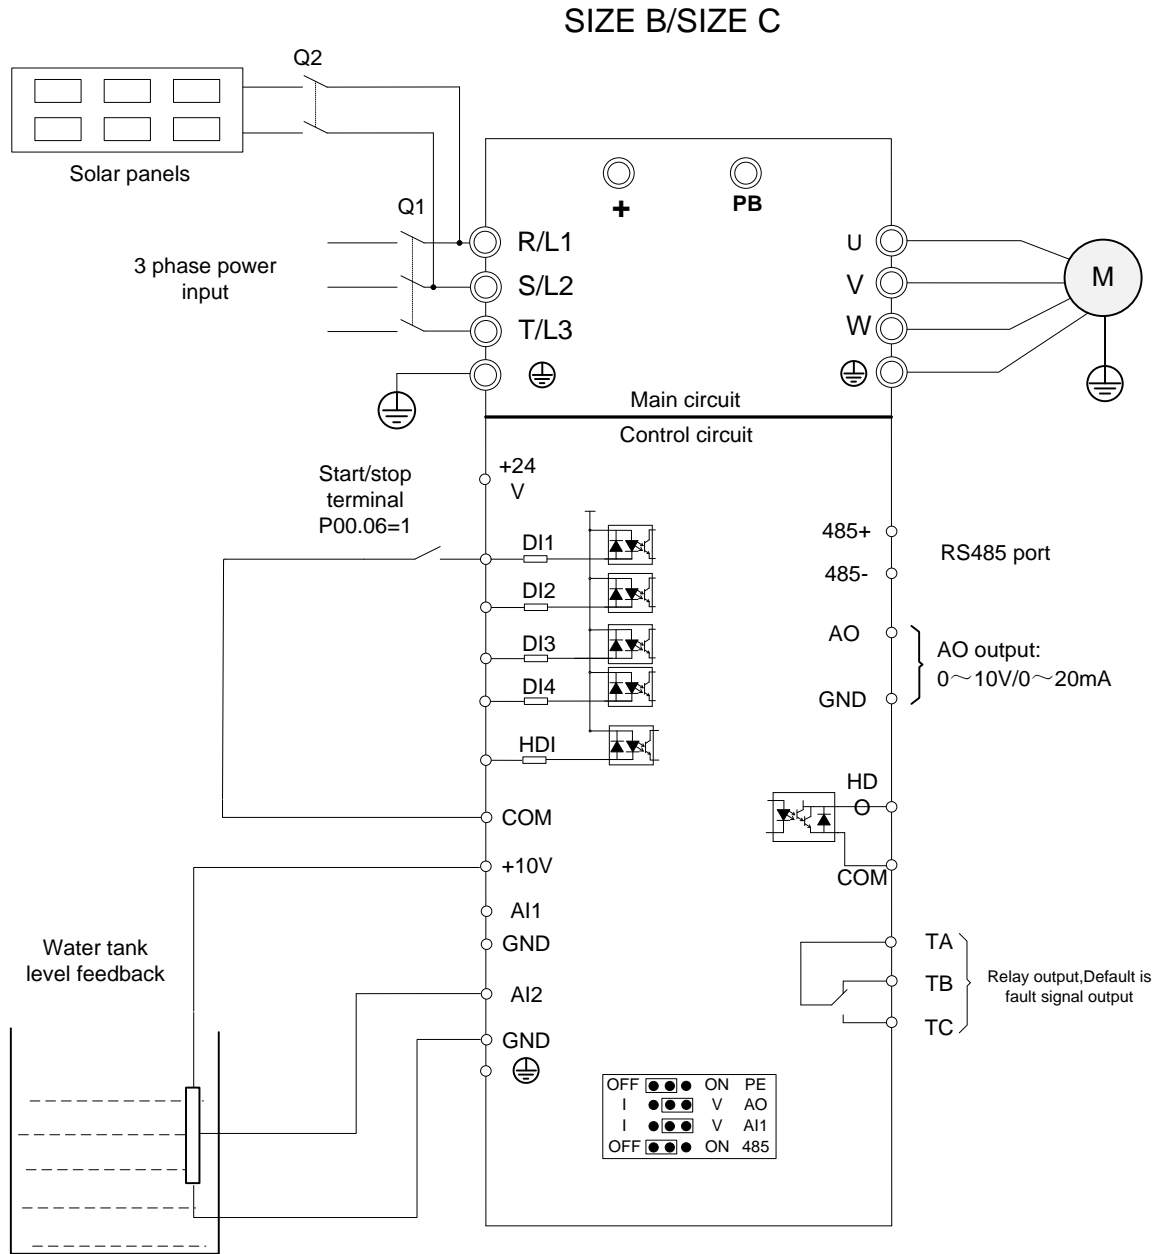 SIZE B/SIZE C
Q2
Solar panels
+
PB
Q1
R/L1
U
3 phase power
input
S/L2
V
M
T/L3
W
Main circuit
Control circuit
Start/stop
terminal
P00.06=1
+24
V
DI1
485+
RS485 port
DI2
485-
DI3
AO
AO output:
0～10V/0～20mA
DI4
GND
HDI
HD
O
COM
+10V
COM
AI1
GND
Water tank
level feedback
TA
AI2
TB
Relay output,Default is
fault signal output
TC
GND
OFF ON PE
I V AO
I V AI1
OFF ON 485